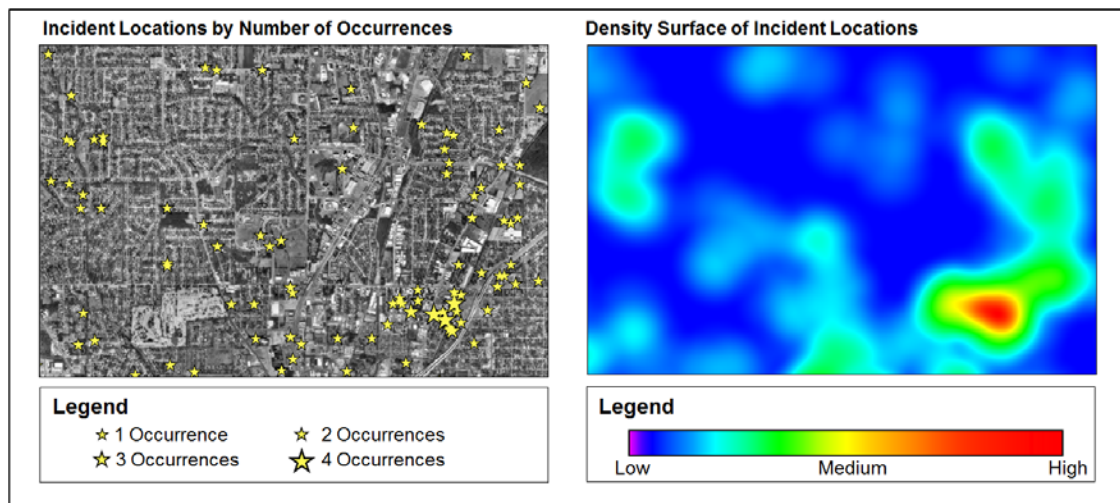 Incident Locations by Number of Occurrences
Density Surface of Incident Locations
Legend
1 Occurrence
2 Occurrences
3 Occurrences
4 Occurrences
Legend
Low
Medium
High